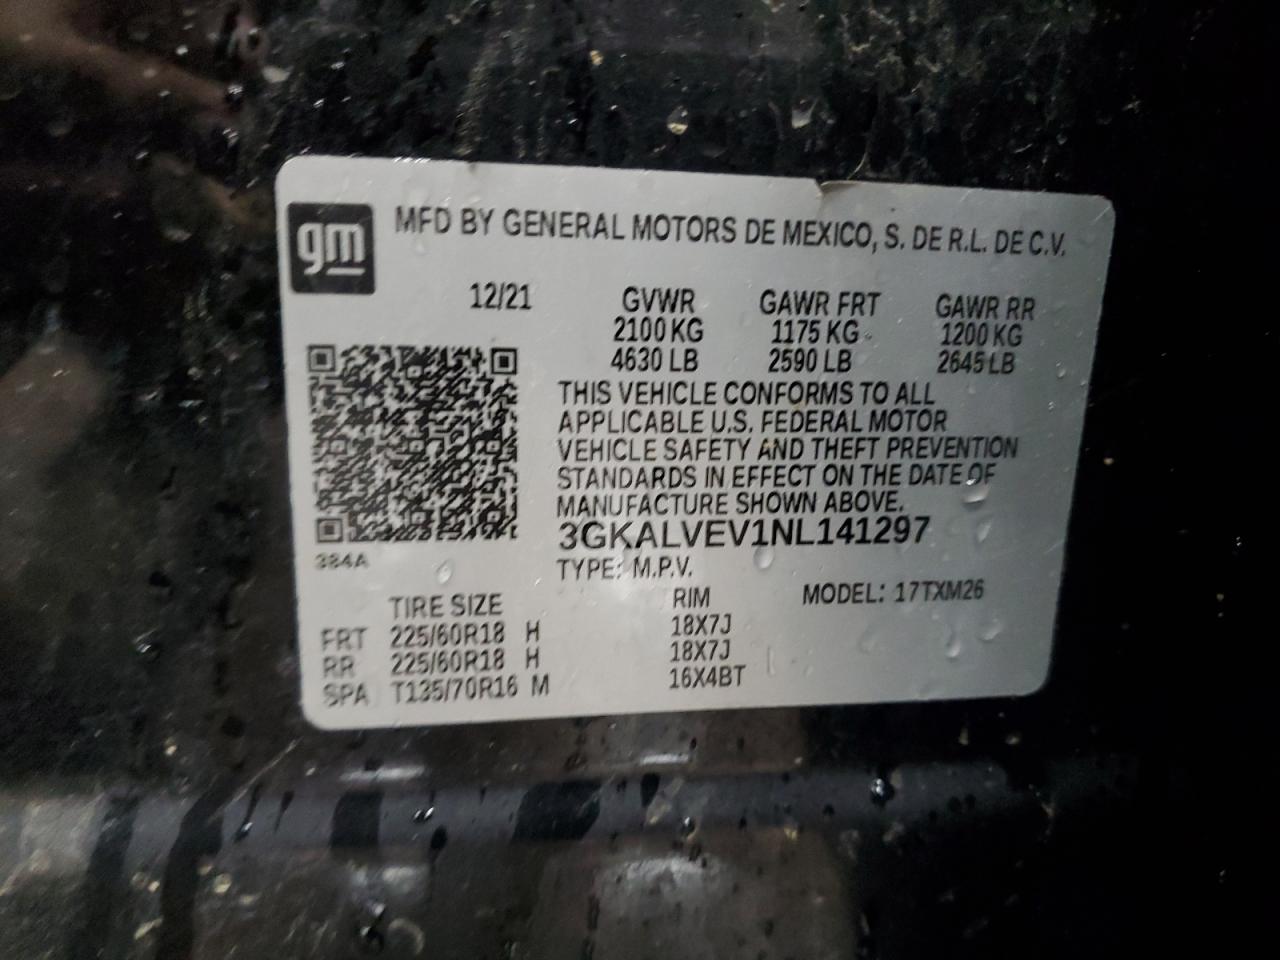 gm
MFD BY GENERAL MOTORS DE MEXICO, S. DE R.L. DE C.V.
12/21 GVWR GAWR FRT GAWR RR
2100 KG 1175 KG 1200 KG
4630 LB 2590 LB 2645 LB
THIS VEHICLE CONFORMS TO ALL
APPLICABLE U.S. FEDERAL MOTOR
VEHICLE SAFETY AND THEFT PREVENTION
STANDARDS IN EFFECT ON THE DATE OF
MANUFACTURE SHOWN ABOVE.
3GKALVEV1NL141297
384A
TYPE: M.P.V.
TIRE SIZE RIM MODEL: 17TXM26
FRT 225/60R18 H 18X7J
RR 225/60R18 H 18X7J
SPA T135/70R16 M 16X4BT